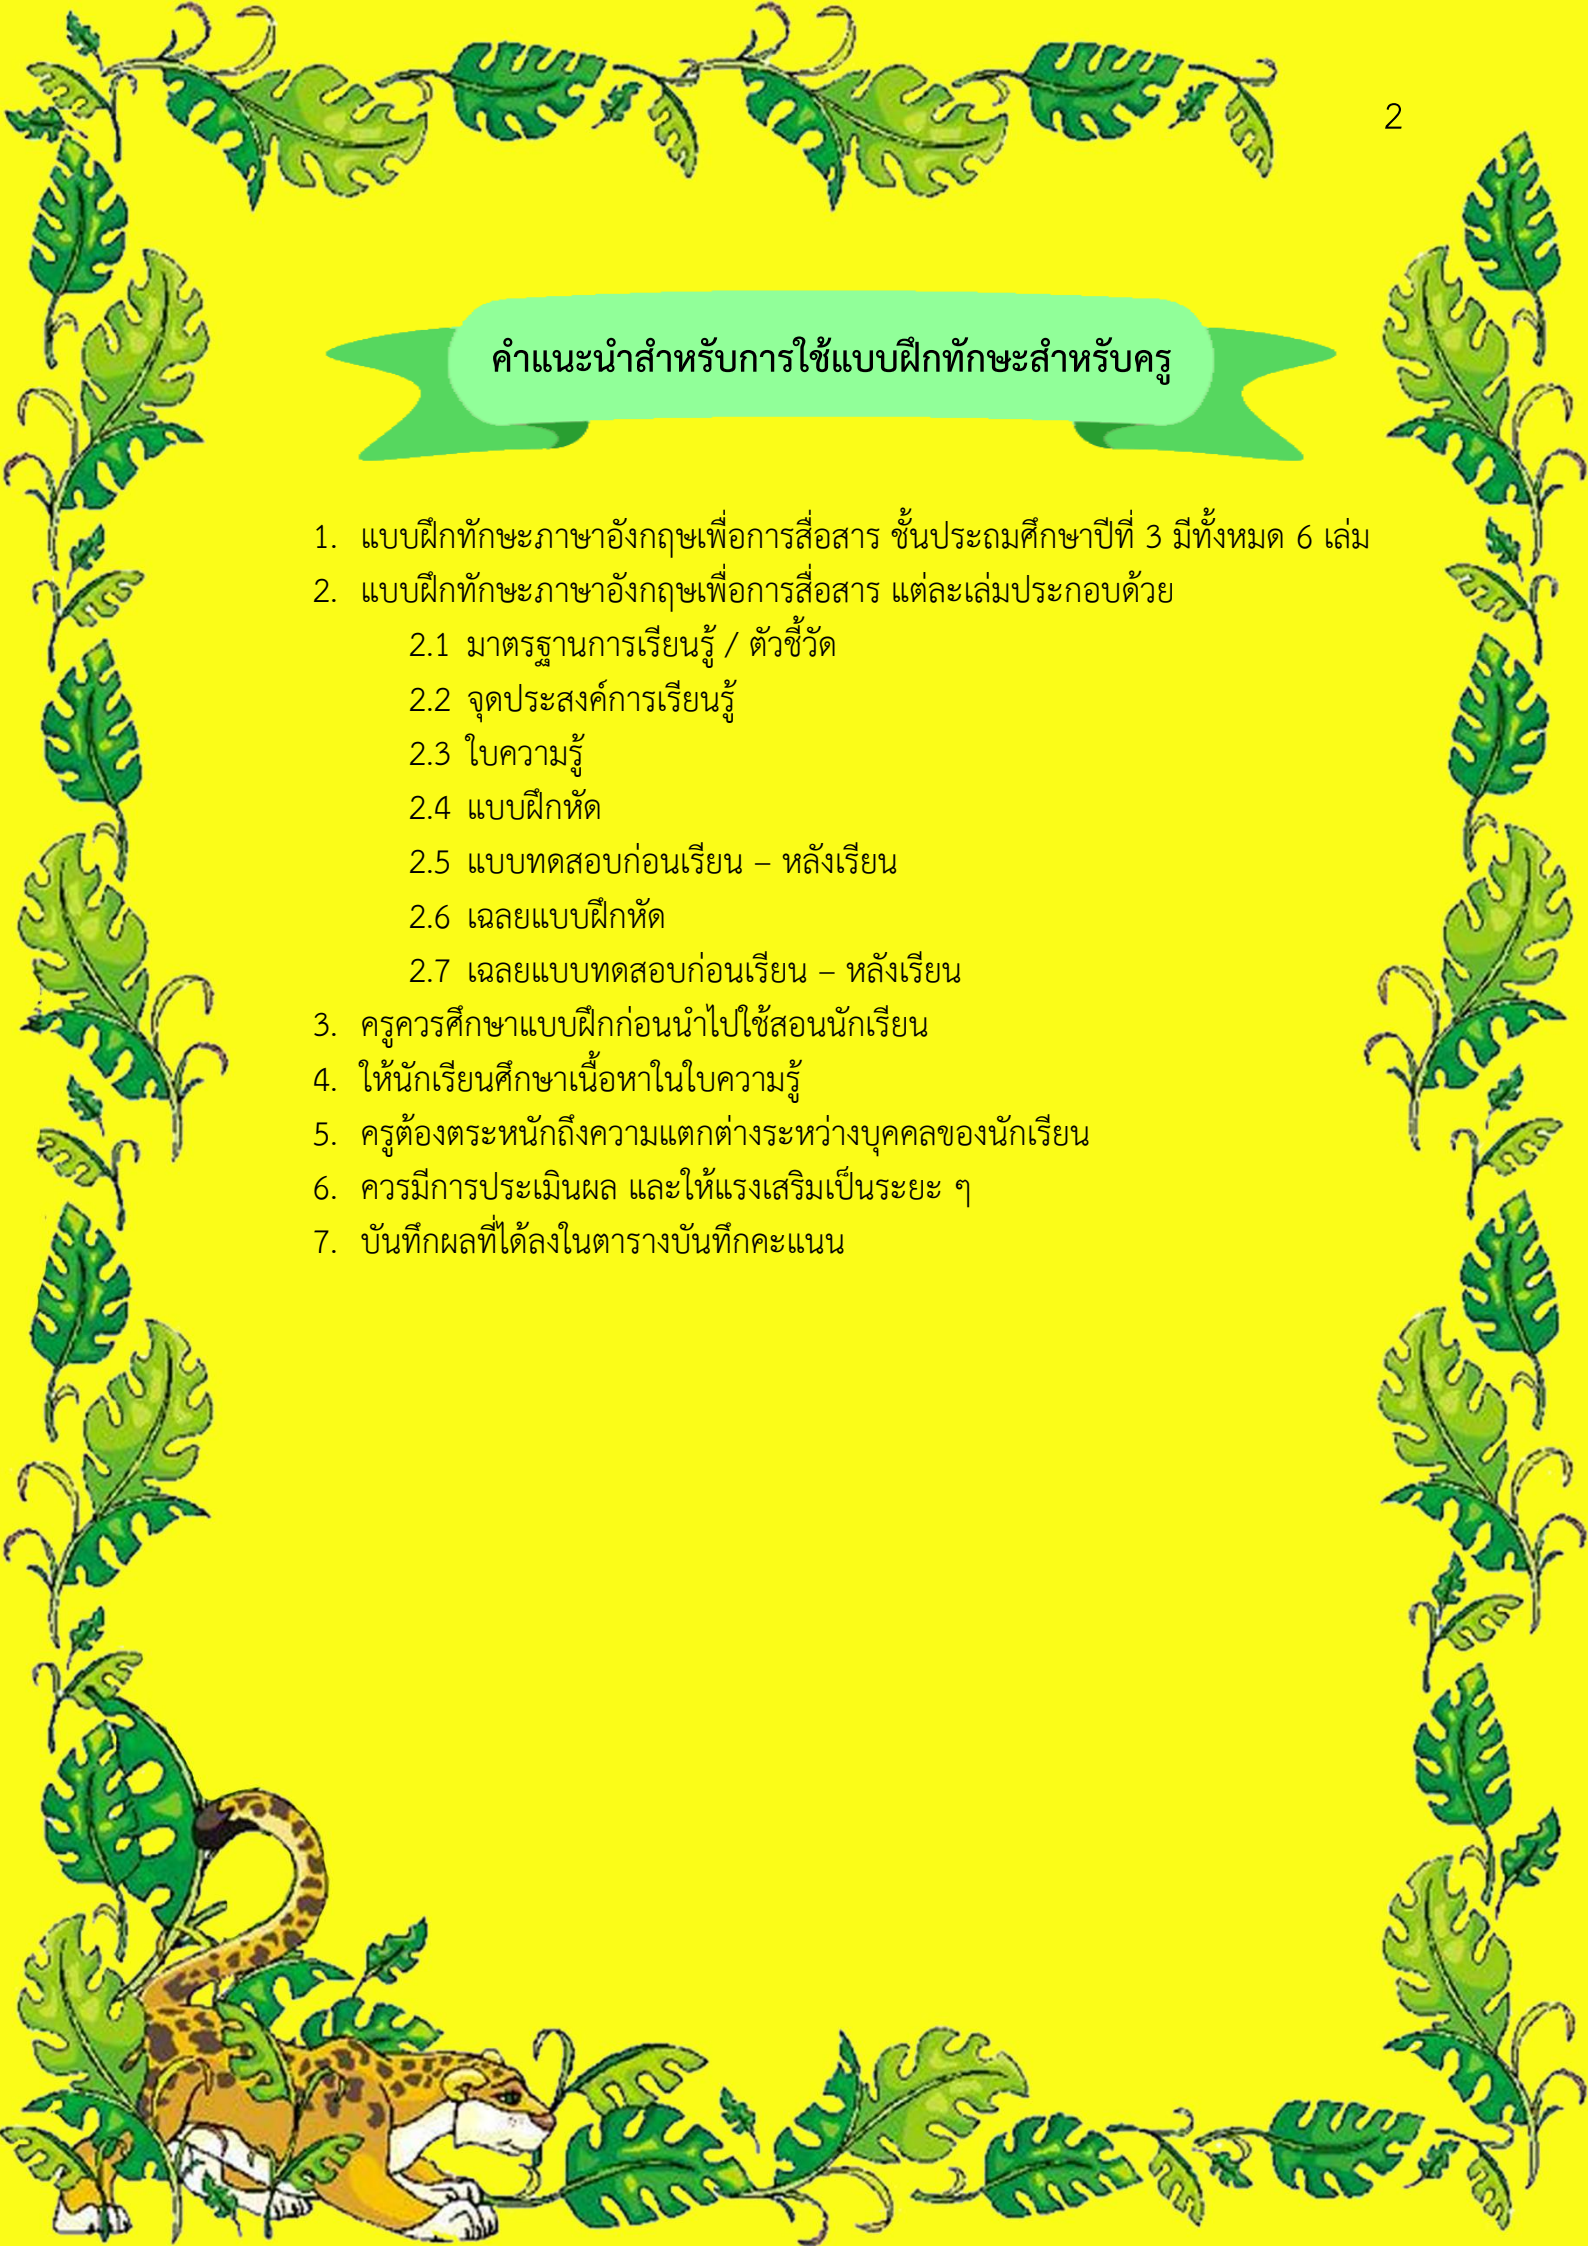 2
คำแนะนำสำหรับการใช้แบบฝึกทักษะสำหรับครู
1. แบบฝึกทักษะภาษาอังกฤษเพื่อการสื่อสาร ชั้นประถมศึกษาปีที่ 3 มีทั้งหมด 6 เล่ม
2. แบบฝึกทักษะภาษาอังกฤษเพื่อการสื่อสาร แต่ละเล่มประกอบด้วย
2.1 มาตรฐานการเรียนรู้ / ตัวชี้วัด
2.2 จุดประสงค์การเรียนรู้
2.3 ใบความรู้
2.4 แบบฝึกหัด
2.5 แบบทดสอบก่อนเรียน – หลังเรียน
2.6 เฉลยแบบฝึกหัด
2.7 เฉลยแบบทดสอบก่อนเรียน – หลังเรียน
3. ครูควรศึกษาแบบฝึกก่อนนำไปใช้สอนนักเรียน
4. ให้นักเรียนศึกษาเนื้อหาในใบความรู้
5. ครูต้องตระหนักถึงความแตกต่างระหว่างบุคคลของนักเรียน
6. ควรมีการประเมินผล และให้แรงเสริมเป็นระยะ ๆ
7. บันทึกผลที่ได้ลงในตารางบันทึกคะแนน